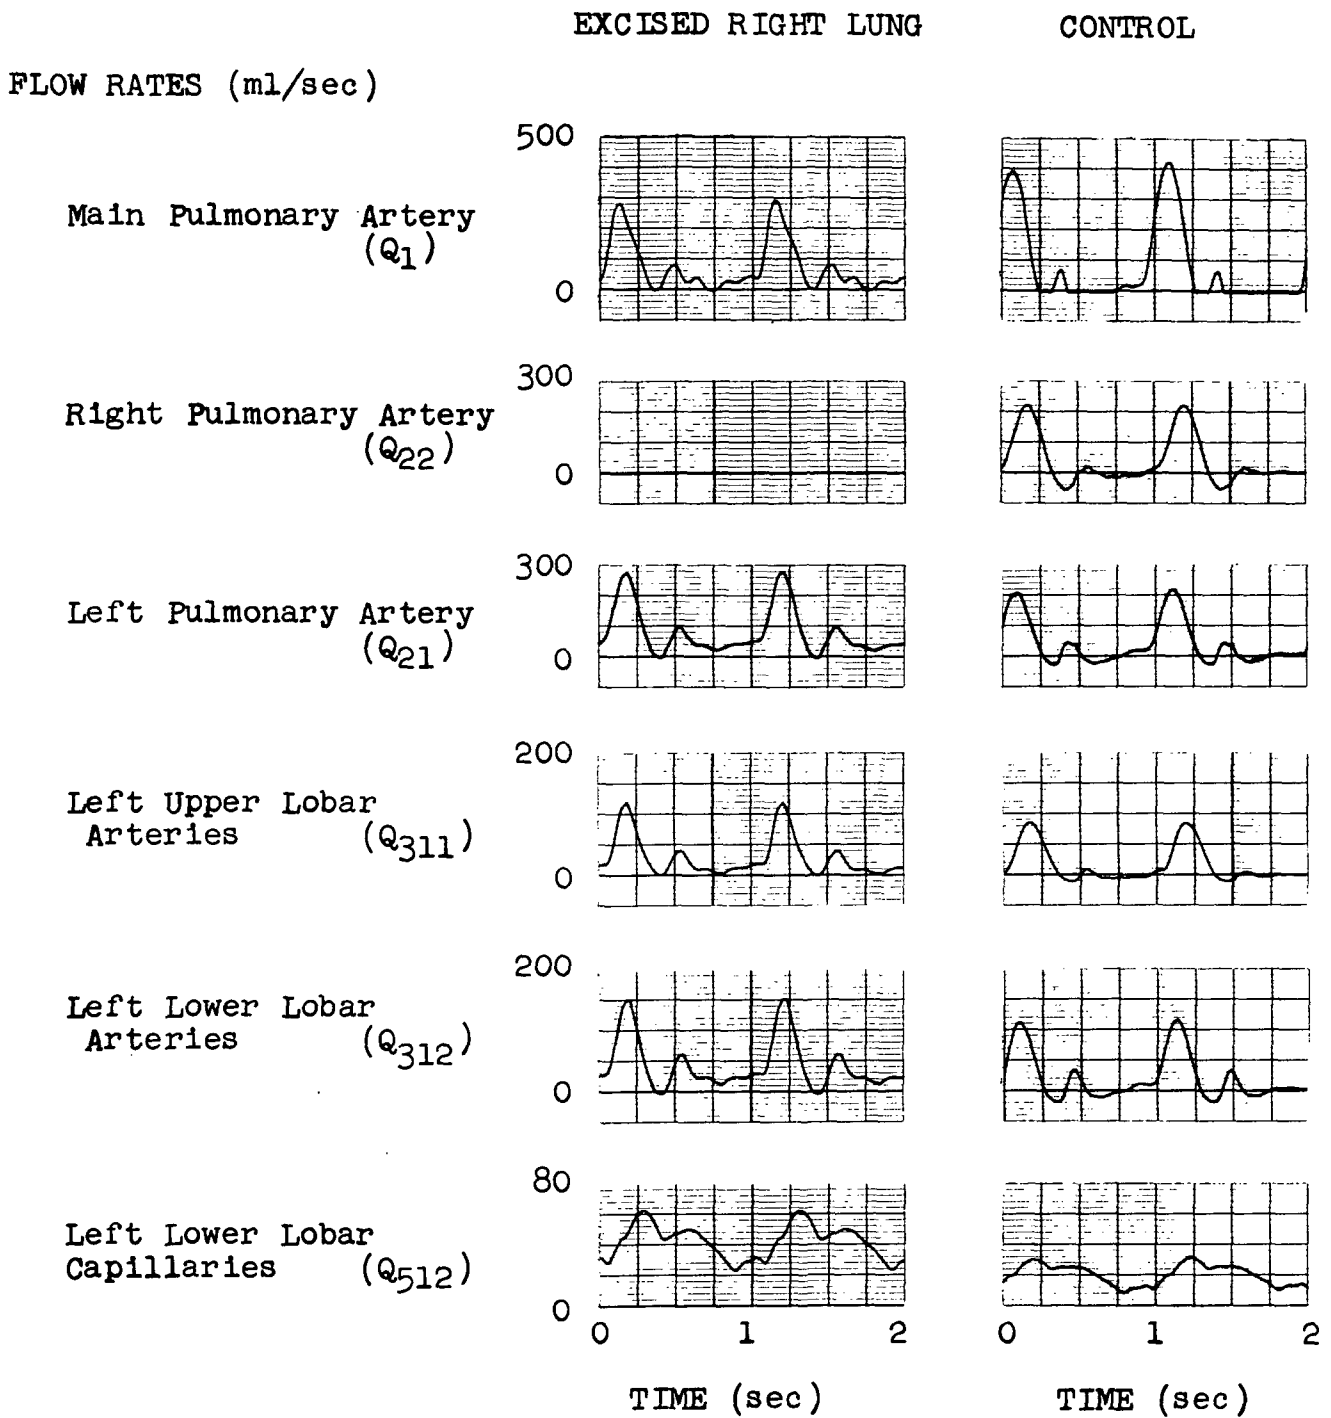 EXCISED RIGHT LUNG CONTROL
FLOW RATES (ml/sec)
500
Main Pulmonary Artery
(Q1)
0
300
Right Pulmonary Artery
(Q22)
0
300
Left Pulmonary Artery
(Q21)
0
200
Left Upper Lobar
Arteries (Q311)
0
200
Left Lower Lobar
Arteries (Q312)
0
80
Left Lower Lobar
Capillaries (Q512)
0
0 1 2 0 1 2
TIME (sec) TIME (sec)